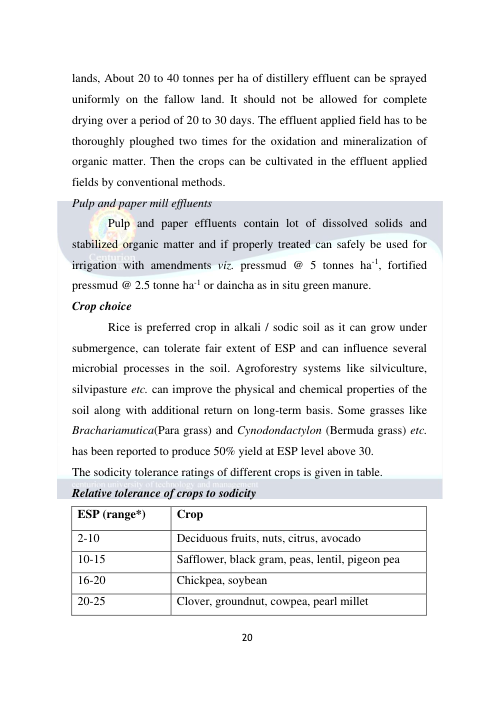 lands, About 20 to 40 tonnes per ha of distillery effluent can be sprayed
uniformly on the fallow land. It should not be allowed for complete
drying over a period of 20 to 30 days. The effluent applied field has to be
thoroughly ploughed two times for the oxidation and mineralization of
organic matter. Then the crops can be cultivated in the effluent applied
fields by conventional methods.
Pulp and paper mill effluents
Pulp and paper effluents contain lot of dissolved solids and
stabilized organic matter and if properly treated can safely be used for
irrigation with amendments viz. pressmud @ 5 tonnes ha-1, fortified
Centurion
pressmud @ 2.5 tonne ha-1 or daincha as in situ green manure.
Crop choice
Rice is preferred crop in alkali / sodic soil as it can grow under
submergence, can tolerate fair extent of ESP and can influence several
microbial processes in the soil. Agroforestry systems like silviculture,
silvipasture etc. can improve the physical and chemical properties of the
soil along with additional return on long-term basis. Some grasses like
Brachariamutica(Para grass) and Cynodondactylon (Bermuda grass) etc.
has been reported to produce 50% yield at ESP level above 30.
The sodicity tolerance ratings of different crops is given in table.
centurion university of technology and management
Relative tolerance of crops to sodicity
ESP (range*) Crop
2-10 Deciduous fruits, nuts, citrus, avocado
10-15 Safflower, black gram, peas, lentil, pigeon pea
16-20 Chickpea, soybean
20-25 Clover, groundnut, cowpea, pearl millet
20